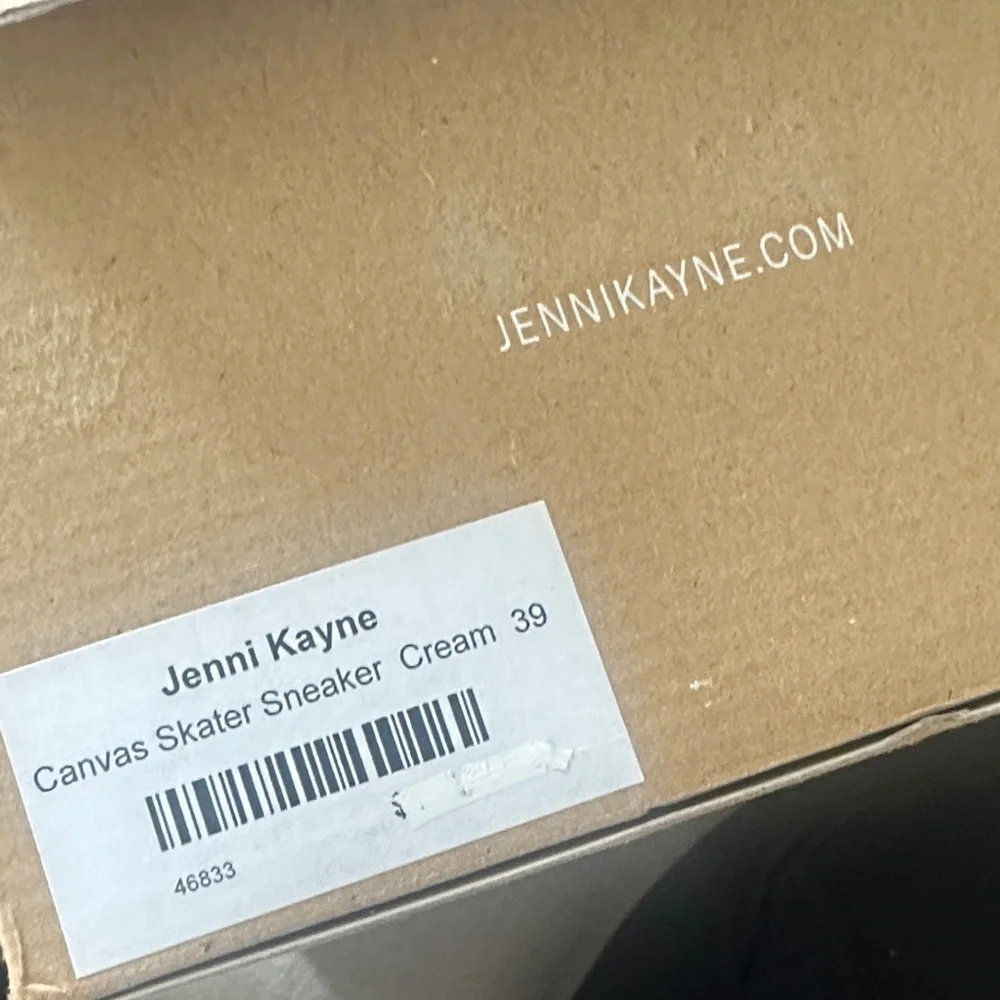 JENNIKAYNE.COM
Jenni Kayne
Canvas Skater Sneaker Cream 39
$
46833